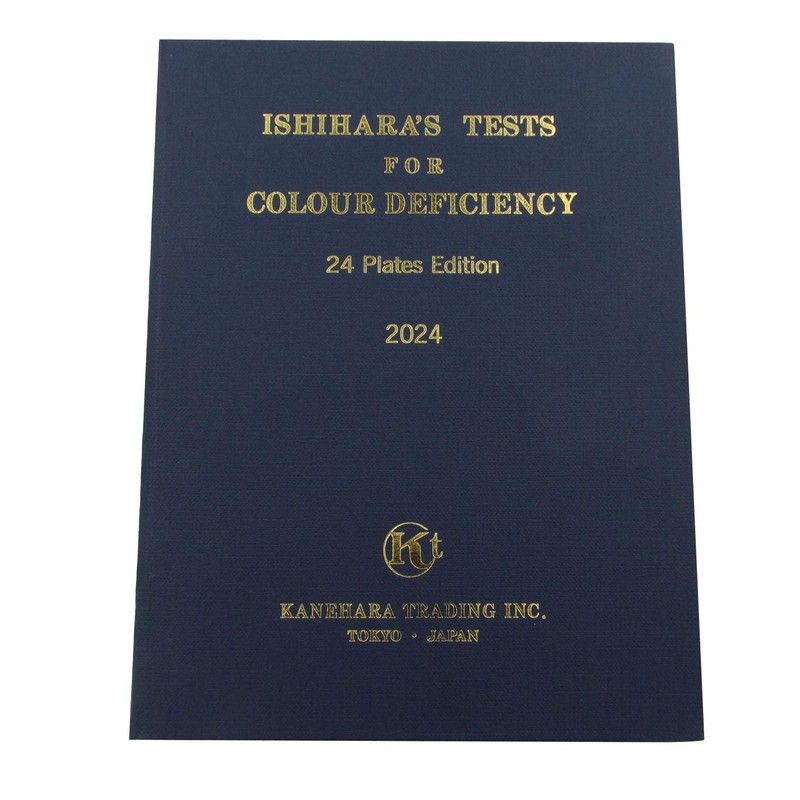 ISHIHARA'S TESTS
FOR
COLOUR DEFICIENCY
24 Plates Edition
2024
Kt
KANEHARA TRADING INC.
TOKYO • JAPAN